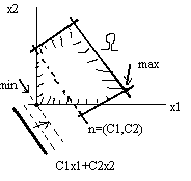 x2
Ω
min
max
x1
n=(C1,C2)
C1x1+C2x2